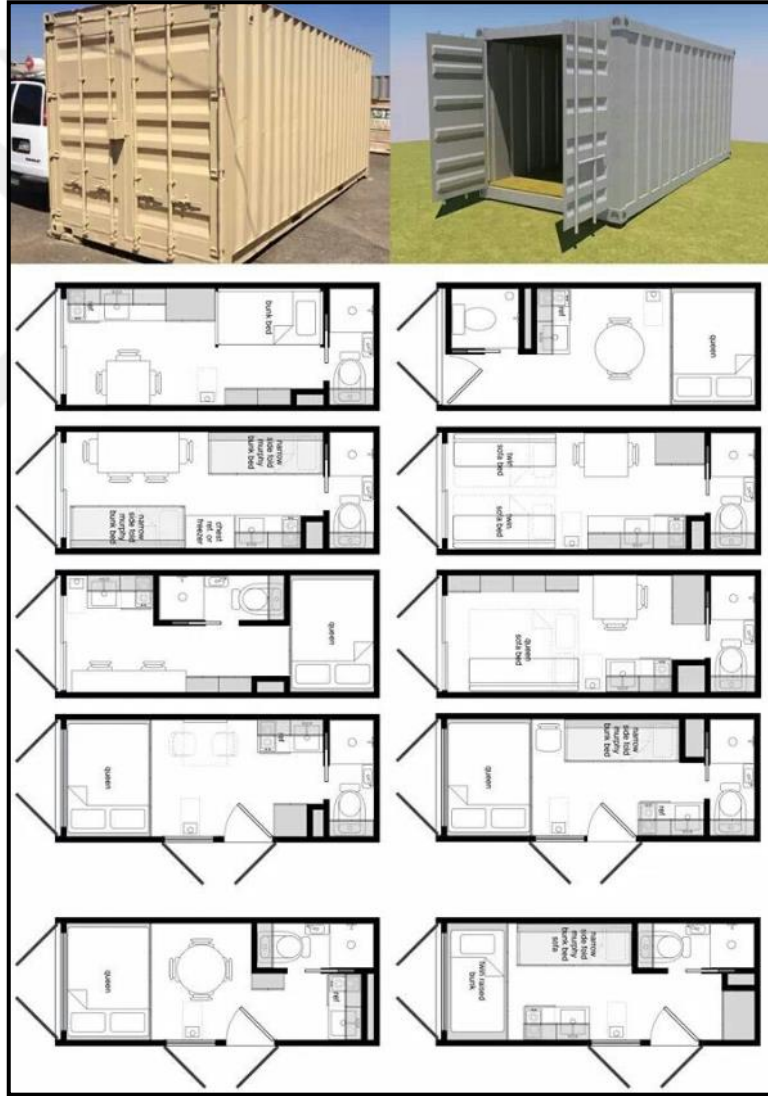 ref
bunk bed
ref
queen
narrow
side fold
murphy
bunk bed
narrow
side fold
murphy
bunk bed
chest
ref or
freezer
twin
sofa bed
twin
sofa bed
queen
queen
sofa bed
queen
ref
queen
narrow
side fold
murphy
bunk bed
ref
queen
ref
twin raised
bunk
narrow
side fold
murphy
bunk bed
sofa